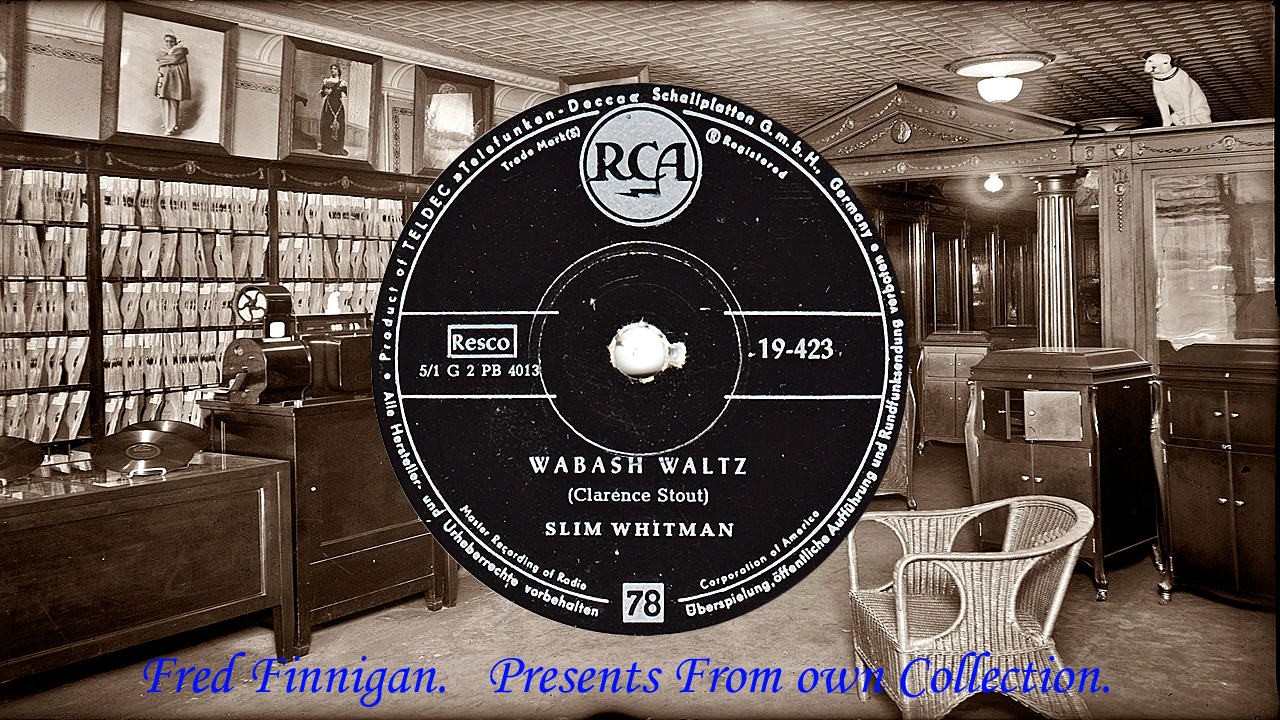 • Product of TELDEC »Telefunken-Decca« Schallplatten G.m.b.H., Germany •
verboten
Überspielung, öffentliche Aufführung und Rundfunksendung
• Alle Hersteller- und Urheberrechte vorbehalten
Trade Mark(S)
RCA
® Registered
Resco
5/1 G 2 PB 4013
19-423
WABASH WALTZ
(Clarence Stout)
SLIM WHITMAN
Master Recording of Radio
Corporation of America
78
Fred Finnigan. Presents From own Collection.